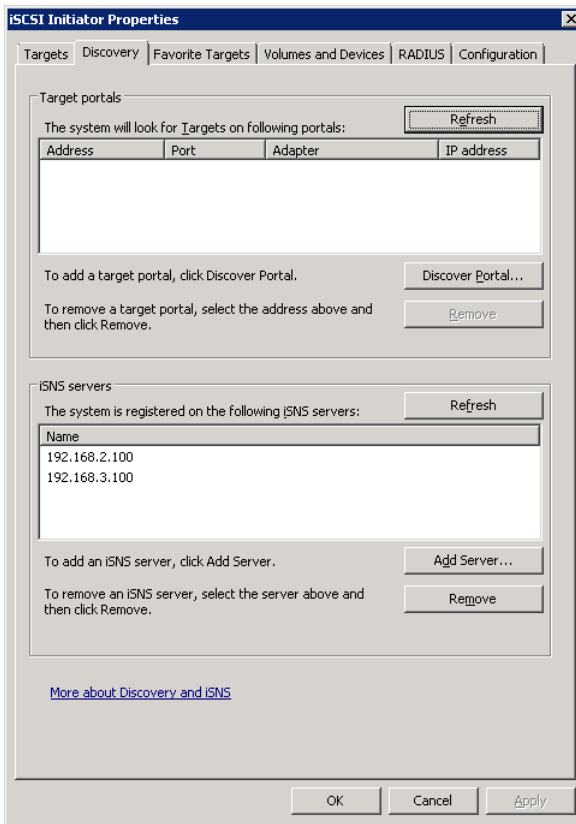 iSCSI Initiator Properties
Targets Discovery Favorite Targets Volumes and Devices RADIUS Configuration
Target portals
The system will look for Targets on following portals: Refresh
Address Port Adapter IP address
To add a target portal, click Discover Portal. Discover Portal...
To remove a target portal, select the address above and
then click Remove.
Remove
iSNS servers
The system is registered on the following iSNS servers: Refresh
Name
192.168.2.100
192.168.3.100
To add an iSNS server, click Add Server. Add Server...
To remove an iSNS server, select the server above and
then click Remove.
Remove
More about Discovery and iSNS
OK Cancel Apply